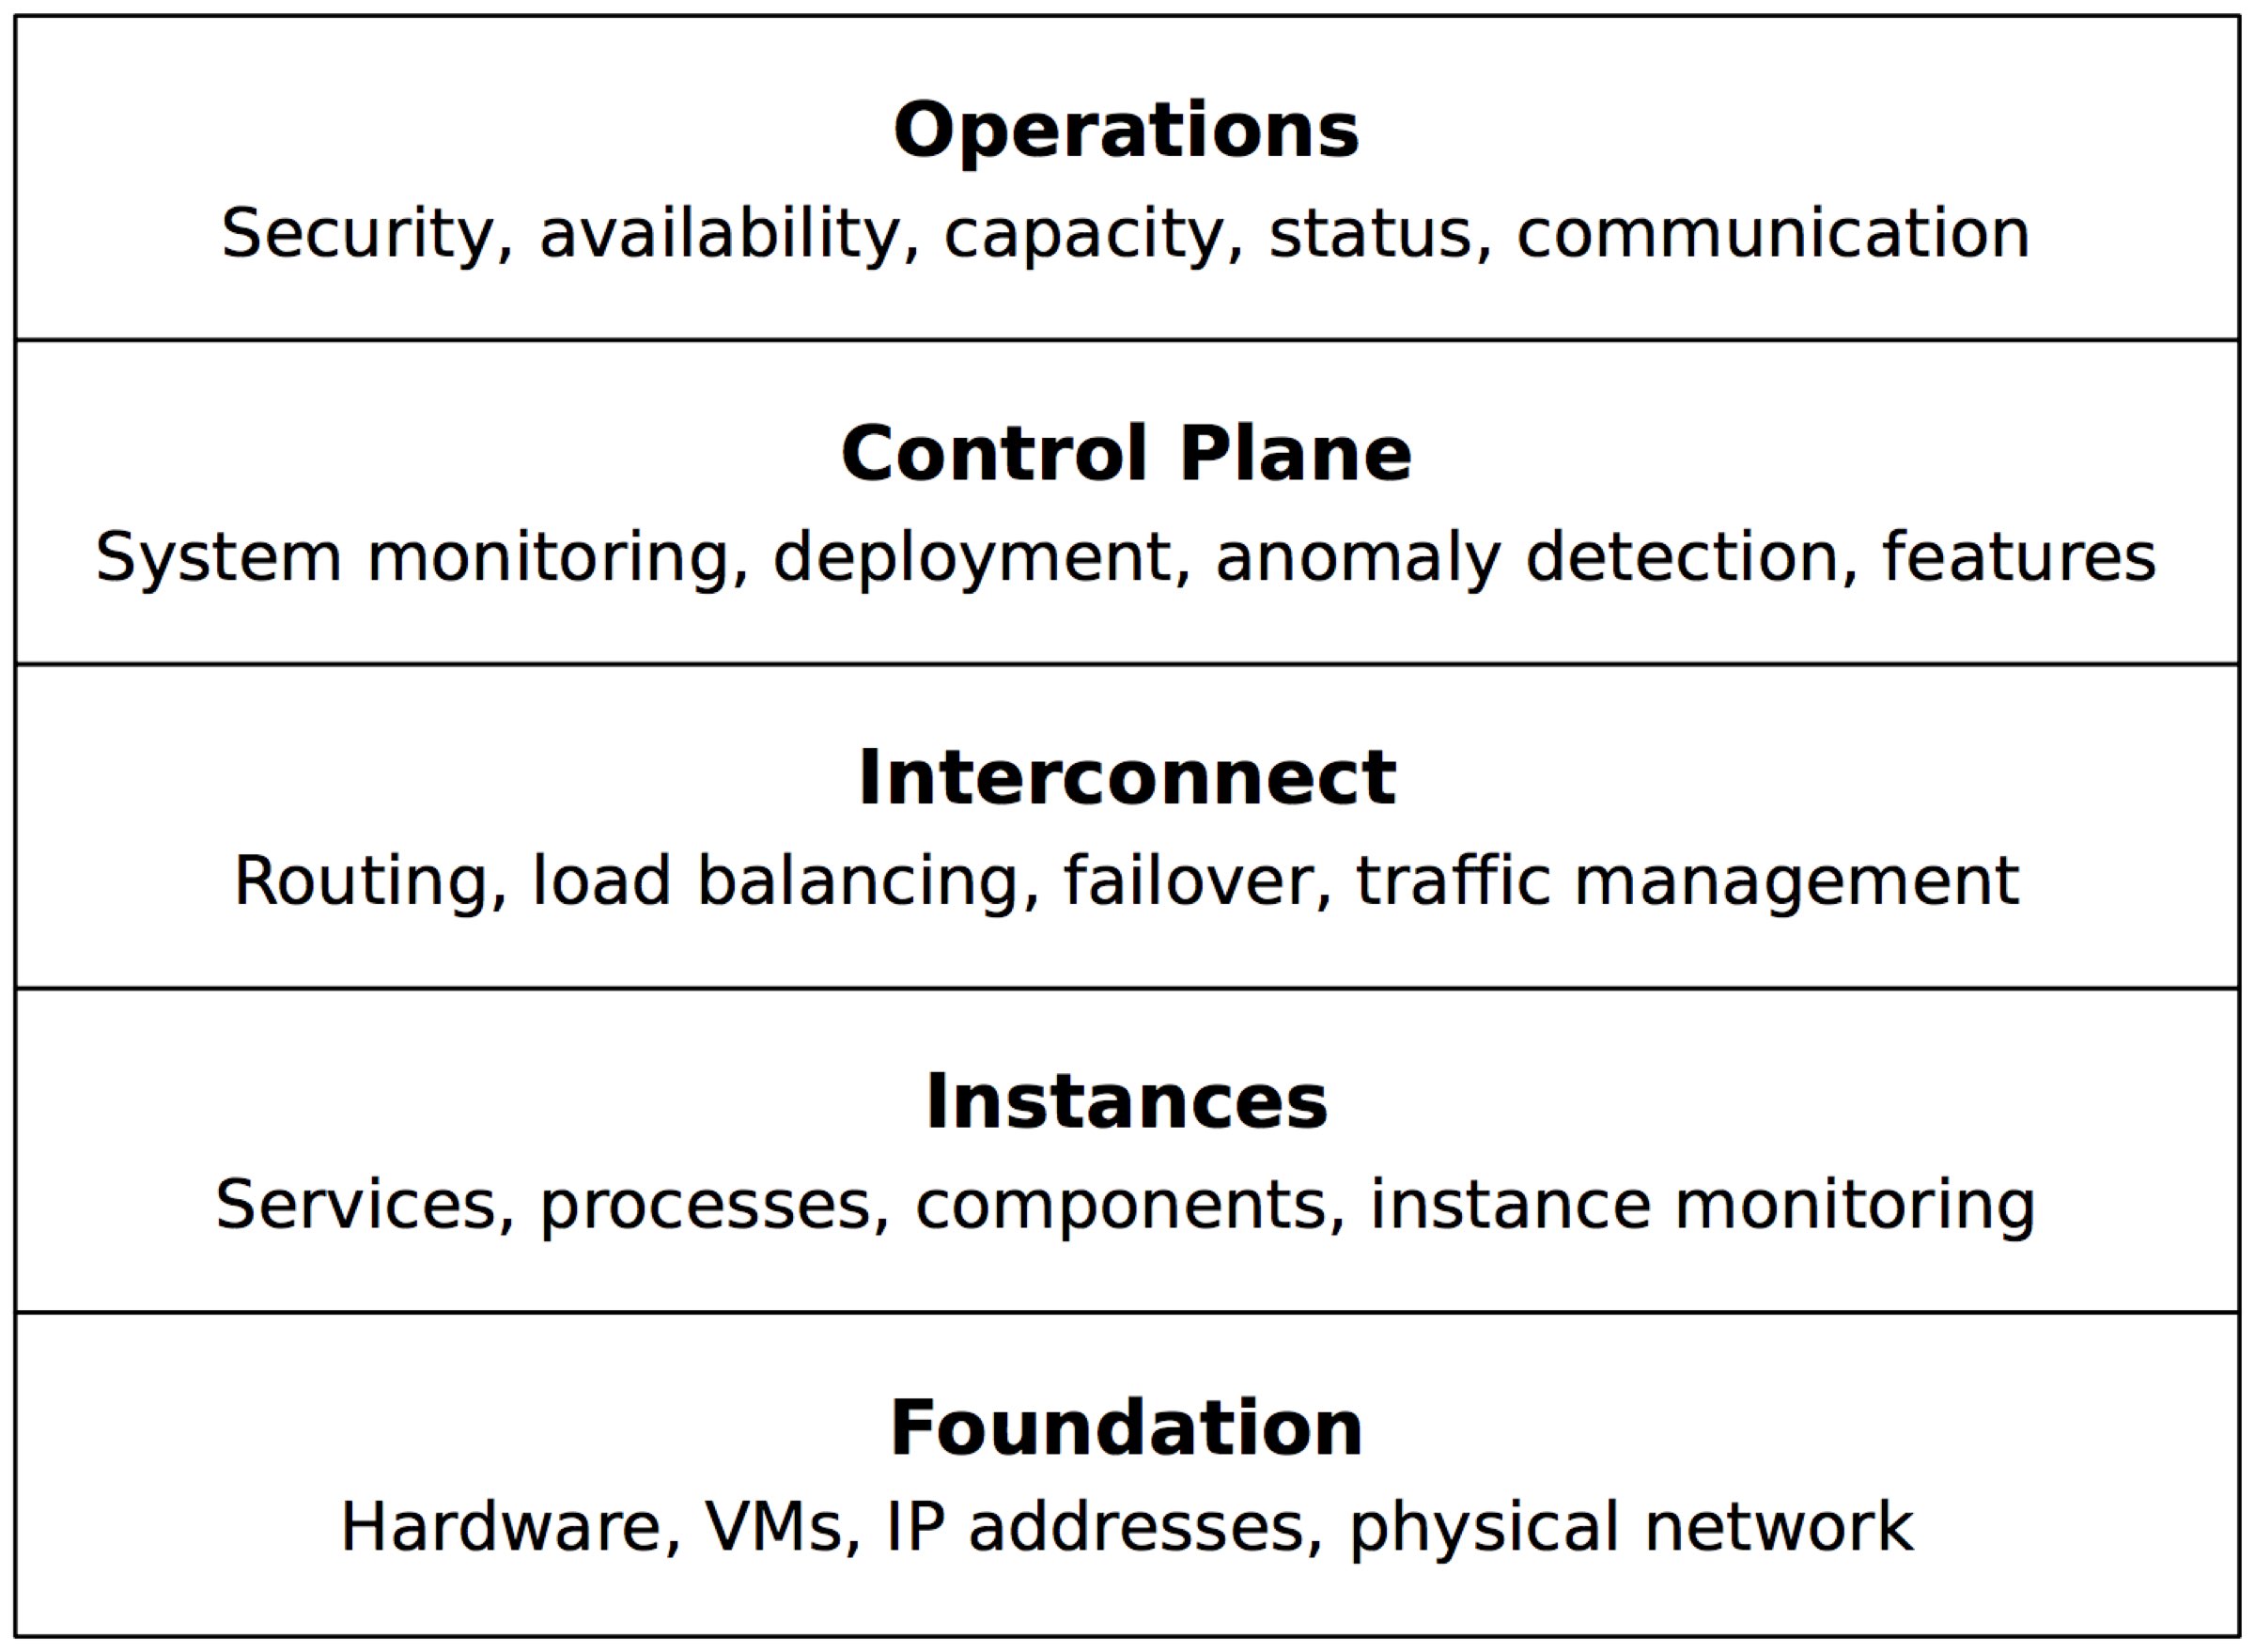 Operations
Security, availability, capacity, status, communication
Control Plane
System monitoring, deployment, anomaly detection, features
Interconnect
Routing, load balancing, failover, traffic management
Instances
Services, processes, components, instance monitoring
Foundation
Hardware, VMs, IP addresses, physical network